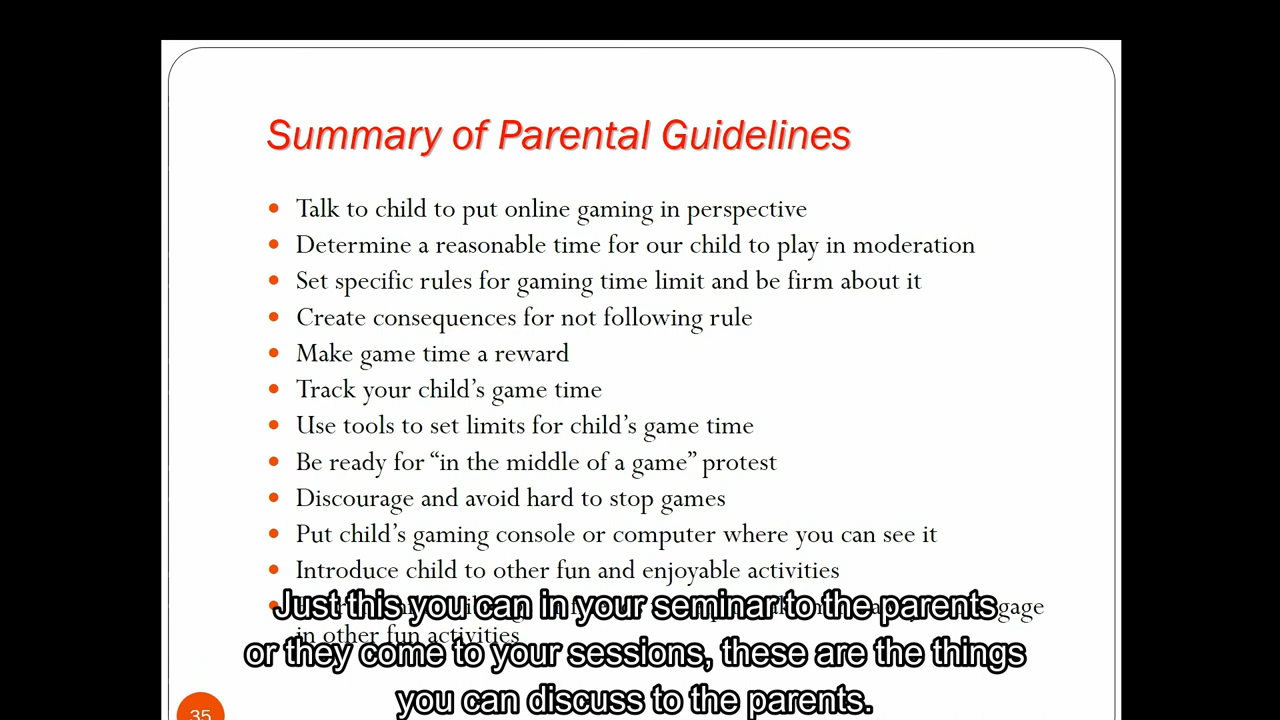 Summary of Parental Guidelines
• Talk to child to put online gaming in perspective
• Determine a reasonable time for our child to play in moderation
• Set specific rules for gaming time limit and be firm about it
• Create consequences for not following rule
• Make game time a reward
• Track your child’s game time
• Use tools to set limits for child’s game time
• Be ready for “in the middle of a game” protest
• Discourage and avoid hard to stop games
• Put child’s gaming console or computer where you can see it
• Introduce child to other fun and enjoyable activities
in other fun activities
Just this you can in your seminar to the parents
or they come to your sessions, these are the things
you can discuss to the parents.
35